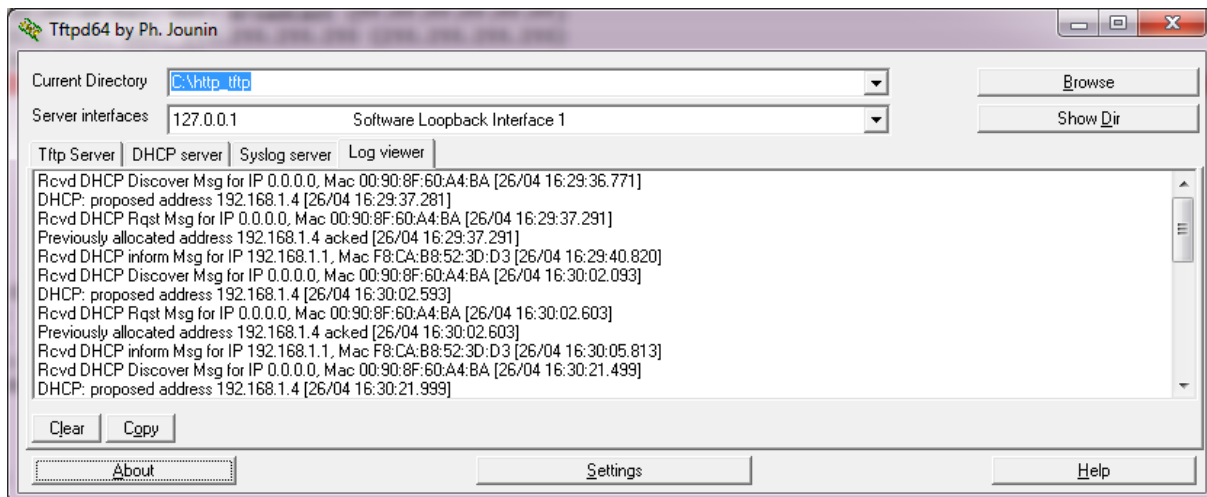 Tftpd64 by Ph. Jounin
Current Directory C:\http_tftp Browse
Server interfaces 127.0.0.1 Software Loopback Interface 1 Show Dir
Tftp Server DHCP server Syslog server Log viewer
Rcvd DHCP Discover Msg for IP 0.0.0.0, Mac 00:90:8F:60:A4:BA [26/04 16:29:36.771]
DHCP: proposed address 192.168.1.4 [26/04 16:29:37.281]
Rcvd DHCP Rqst Msg for IP 0.0.0.0, Mac 00:90:8F:60:A4:BA [26/04 16:29:37.291]
Previously allocated address 192.168.1.4 acked [26/04 16:29:37.291]
Rcvd DHCP inform Msg for IP 192.168.1.1, Mac F8:CA:B8:52:3D:D3 [26/04 16:29:40.820]
Rcvd DHCP Discover Msg for IP 0.0.0.0, Mac 00:90:8F:60:A4:BA [26/04 16:30:02.093]
DHCP: proposed address 192.168.1.4 [26/04 16:30:02.593]
Rcvd DHCP Rqst Msg for IP 0.0.0.0, Mac 00:90:8F:60:A4:BA [26/04 16:30:02.603]
Previously allocated address 192.168.1.4 acked [26/04 16:30:02.603]
Rcvd DHCP inform Msg for IP 192.168.1.1, Mac F8:CA:B8:52:3D:D3 [26/04 16:30:05.813]
Rcvd DHCP Discover Msg for IP 0.0.0.0, Mac 00:90:8F:60:A4:BA [26/04 16:30:21.499]
DHCP: proposed address 192.168.1.4 [26/04 16:30:21.999]
Clear Copy
About Settings Help